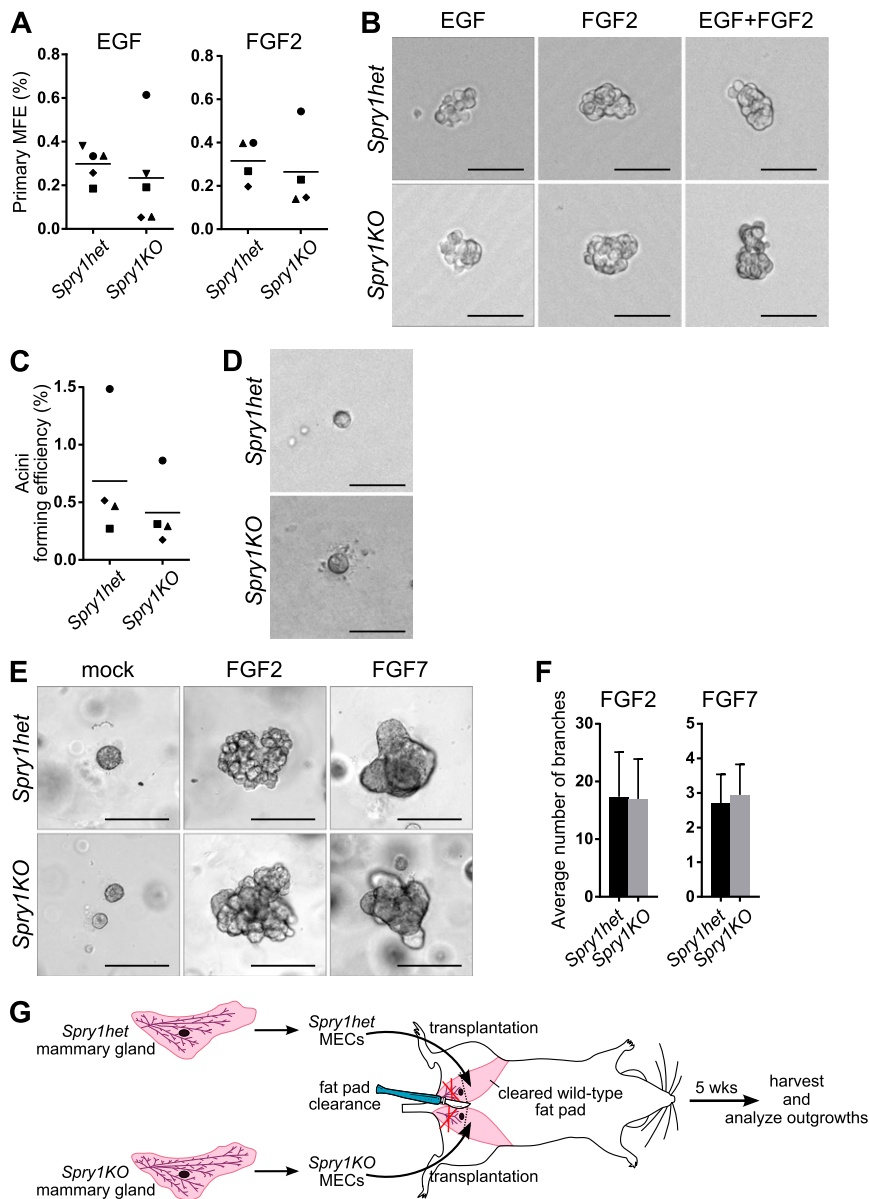 A
EGF
FGF2
Primary MFE (%)
0.8
0.6
0.4
0.2
0.0
Spry1het
Spry1KO
0.8
0.6
0.4
0.2
0.0
Spry1het
Spry1KO
B
EGF
FGF2
EGF+FGF2
Spry1het
Spry1KO
C
Acini
forming efficiency (%)
1.5
1.0
0.5
0.0
Spry1het
Spry1KO
D
Spry1het
Spry1KO
E
mock
FGF2
FGF7
Spry1het
Spry1KO
F
FGF2
FGF7
Average number of branches
30
20
10
0
Spry1het
Spry1KO
5
4
3
2
1
0
Spry1het
Spry1KO
G
Spry1het
mammary gland
Spry1het
MECs
transplantation
fat pad
clearance
cleared wild-type
fat pad
5 wks
harvest
and
analyze outgrowths
Spry1KO
mammary gland
Spry1KO
MECs
transplantation